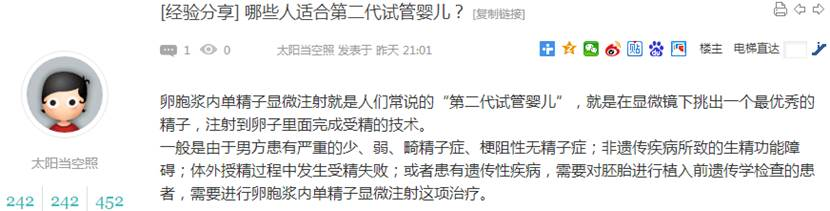 [经验分享] 哪些人适合第二代试管婴儿？ [复制链接]
1 0 太阳当空照 发表于 昨天 21:01 贴 楼主 电梯直达
卵胞浆内单精子显微注射就是人们常说的“第二代试管婴儿”，就是在显微镜下挑出一个最优秀的
精子，注射到卵子里面完成受精的技术。
一般是由于男方患有严重的少、弱、畸精子症、梗阻性无精子症；非遗传疾病所致的生精功能障
碍；体外授精过程中发生受精失败；或者患有遗传性疾病，需要对胚胎进行植入前遗传学检查的患
者，需要进行卵胞浆内单精子显微注射这项治疗。
太阳当空照
242 242 452